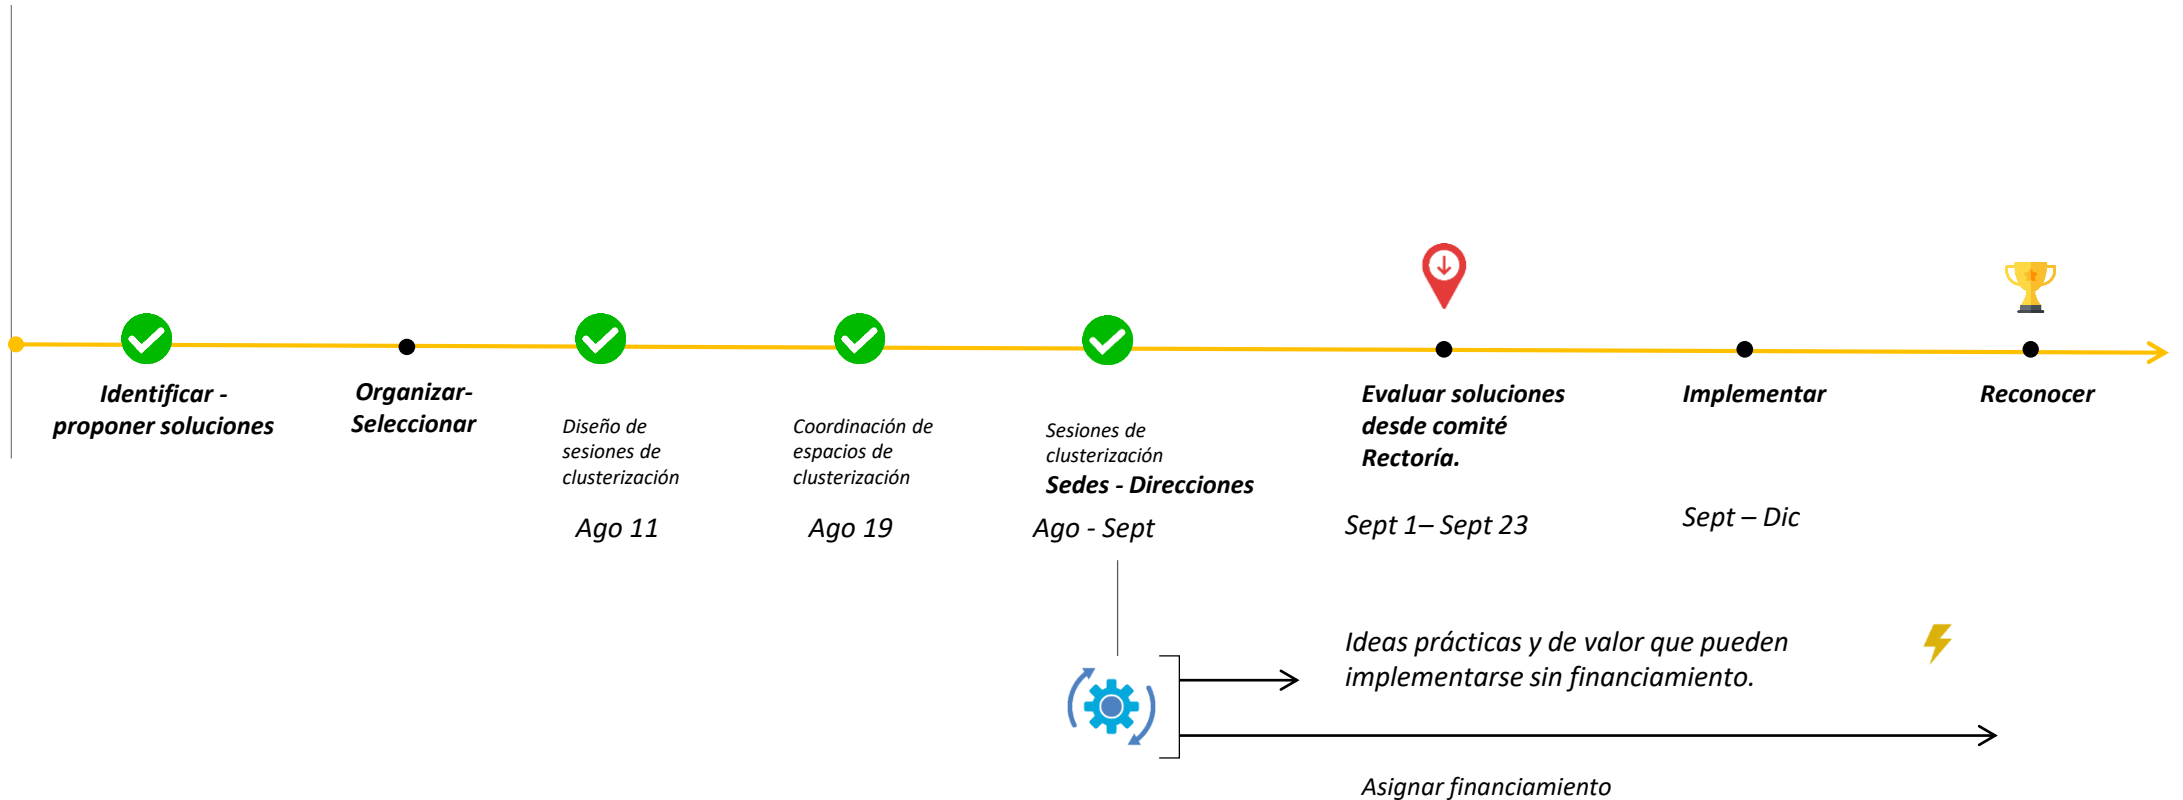 Identificar -
proponer soluciones
Organizar-
Seleccionar
Diseño de
sesiones de
clusterización
Ago 11
Coordinación de
espacios de
clusterización
Ago 19
Sesiones de
clusterización
Sedes - Direcciones
Ago - Sept
Evaluar soluciones
desde comité
Rectoría.
Sept 1– Sept 23
Implementar
Sept – Dic
Reconocer
Ideas prácticas y de valor que pueden
implementarse sin financiamiento.
Asignar financiamiento